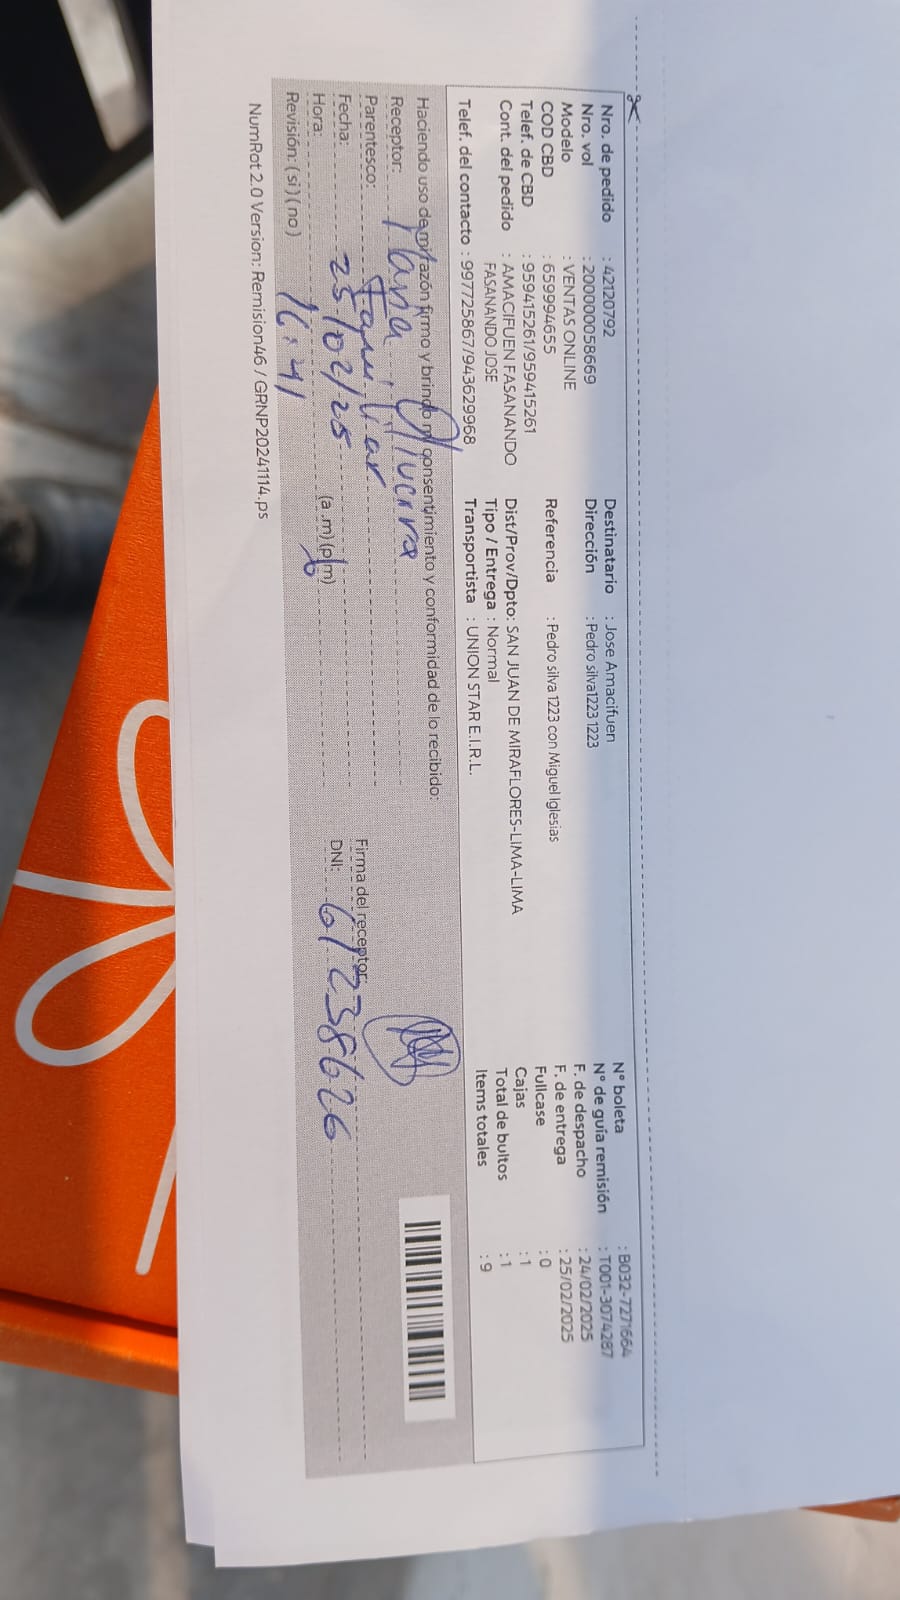 Nro. de pedido : 42120792
Nro. vol : 200000058669
Modelo : VENTAS ONLINE
COD CBD : 659994655
Telef. de CBD : 959415261/959415261
Cont. del pedido : AMACIFUEN FASANANDO
FASANANDO JOSE
Telef. del contacto : 997725867/943629968
Destinatario : Jose Amacifuen
Dirección : Pedro silva1223 1223
Referencia : Pedro silva 1223 con Miguel Iglesias
Dist/Prov/Dpto: SAN JUAN DE MIRAFLORES-LIMA-LIMA
Tipo / Entrega : Normal
Transportista : UNION STAR E.I.R.L.
N° boleta : B032-7271664
N° de guía remisión : T001-3074287
F. de despacho : 24/02/2025
F. de entrega : 25/02/2025
Fullcase : 0
Cajas : 1
Total de bultos : 1
Items totales : 9
Haciendo uso de mi razón firmo y brindo mi consentimiento y conformidad de lo recibido:
Receptor: Maria
Parentesco: Familiar
Fecha: 25/02/25
Hora: 16:41 (a .m) (p.m)
Revisión: (si) (no)
Firma del receptor:
DNI: 61238626
NumRot 2.0 Version: Remision46 / GRNP20241114.ps